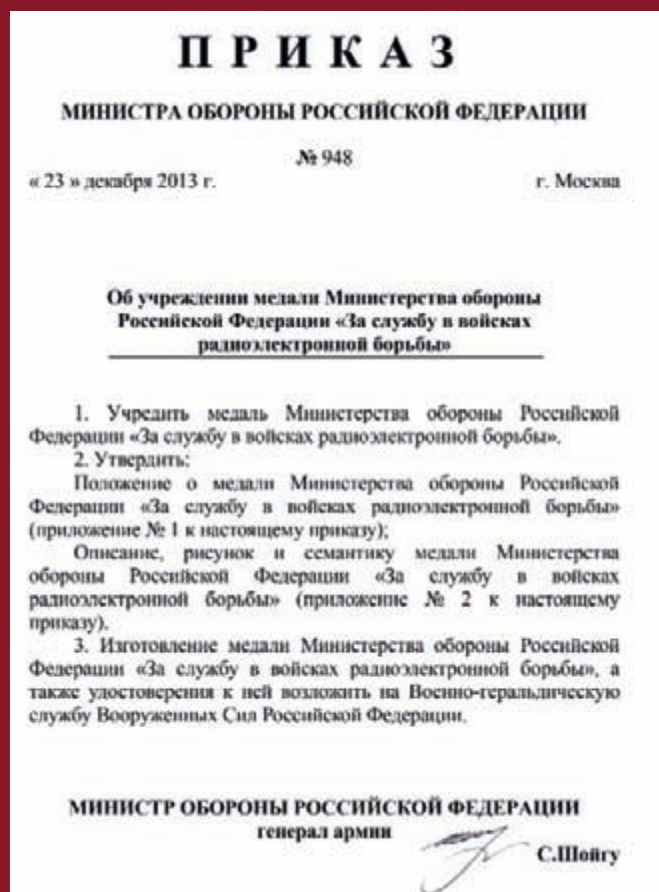 П Р И К А З
МИНИСТРА ОБОРОНЫ РОССИЙСКОЙ ФЕДЕРАЦИИ
№ 948
« 23 » декабря 2013 г. г. Москва
Об учреждении медали Министерства обороны
Российской Федерации «За службу в войсках
радиоэлектронной борьбы»
1. Учредить медаль Министерства обороны Российской
Федерации «За службу в войсках радиоэлектронной борьбы».
2. Утвердить:
Положение о медали Министерства обороны Российской
Федерации «За службу в войсках радиоэлектронной борьбы»
(приложение № 1 к настоящему приказу);
Описание, рисунок и семантику медали Министерства
обороны Российской Федерации «За службу в войсках
радиоэлектронной борьбы» (приложение № 2 к настоящему
приказу).
3. Изготовление медали Министерства обороны Российской
Федерации «За службу в войсках радиоэлектронной борьбы», а
также удостоверения к ней возложить на Военно-геральдическую
службу Вооруженных Сил Российской Федерации.
МИНИСТР ОБОРОНЫ РОССИЙСКОЙ ФЕДЕРАЦИИ
генерал армии
С.Шойгу